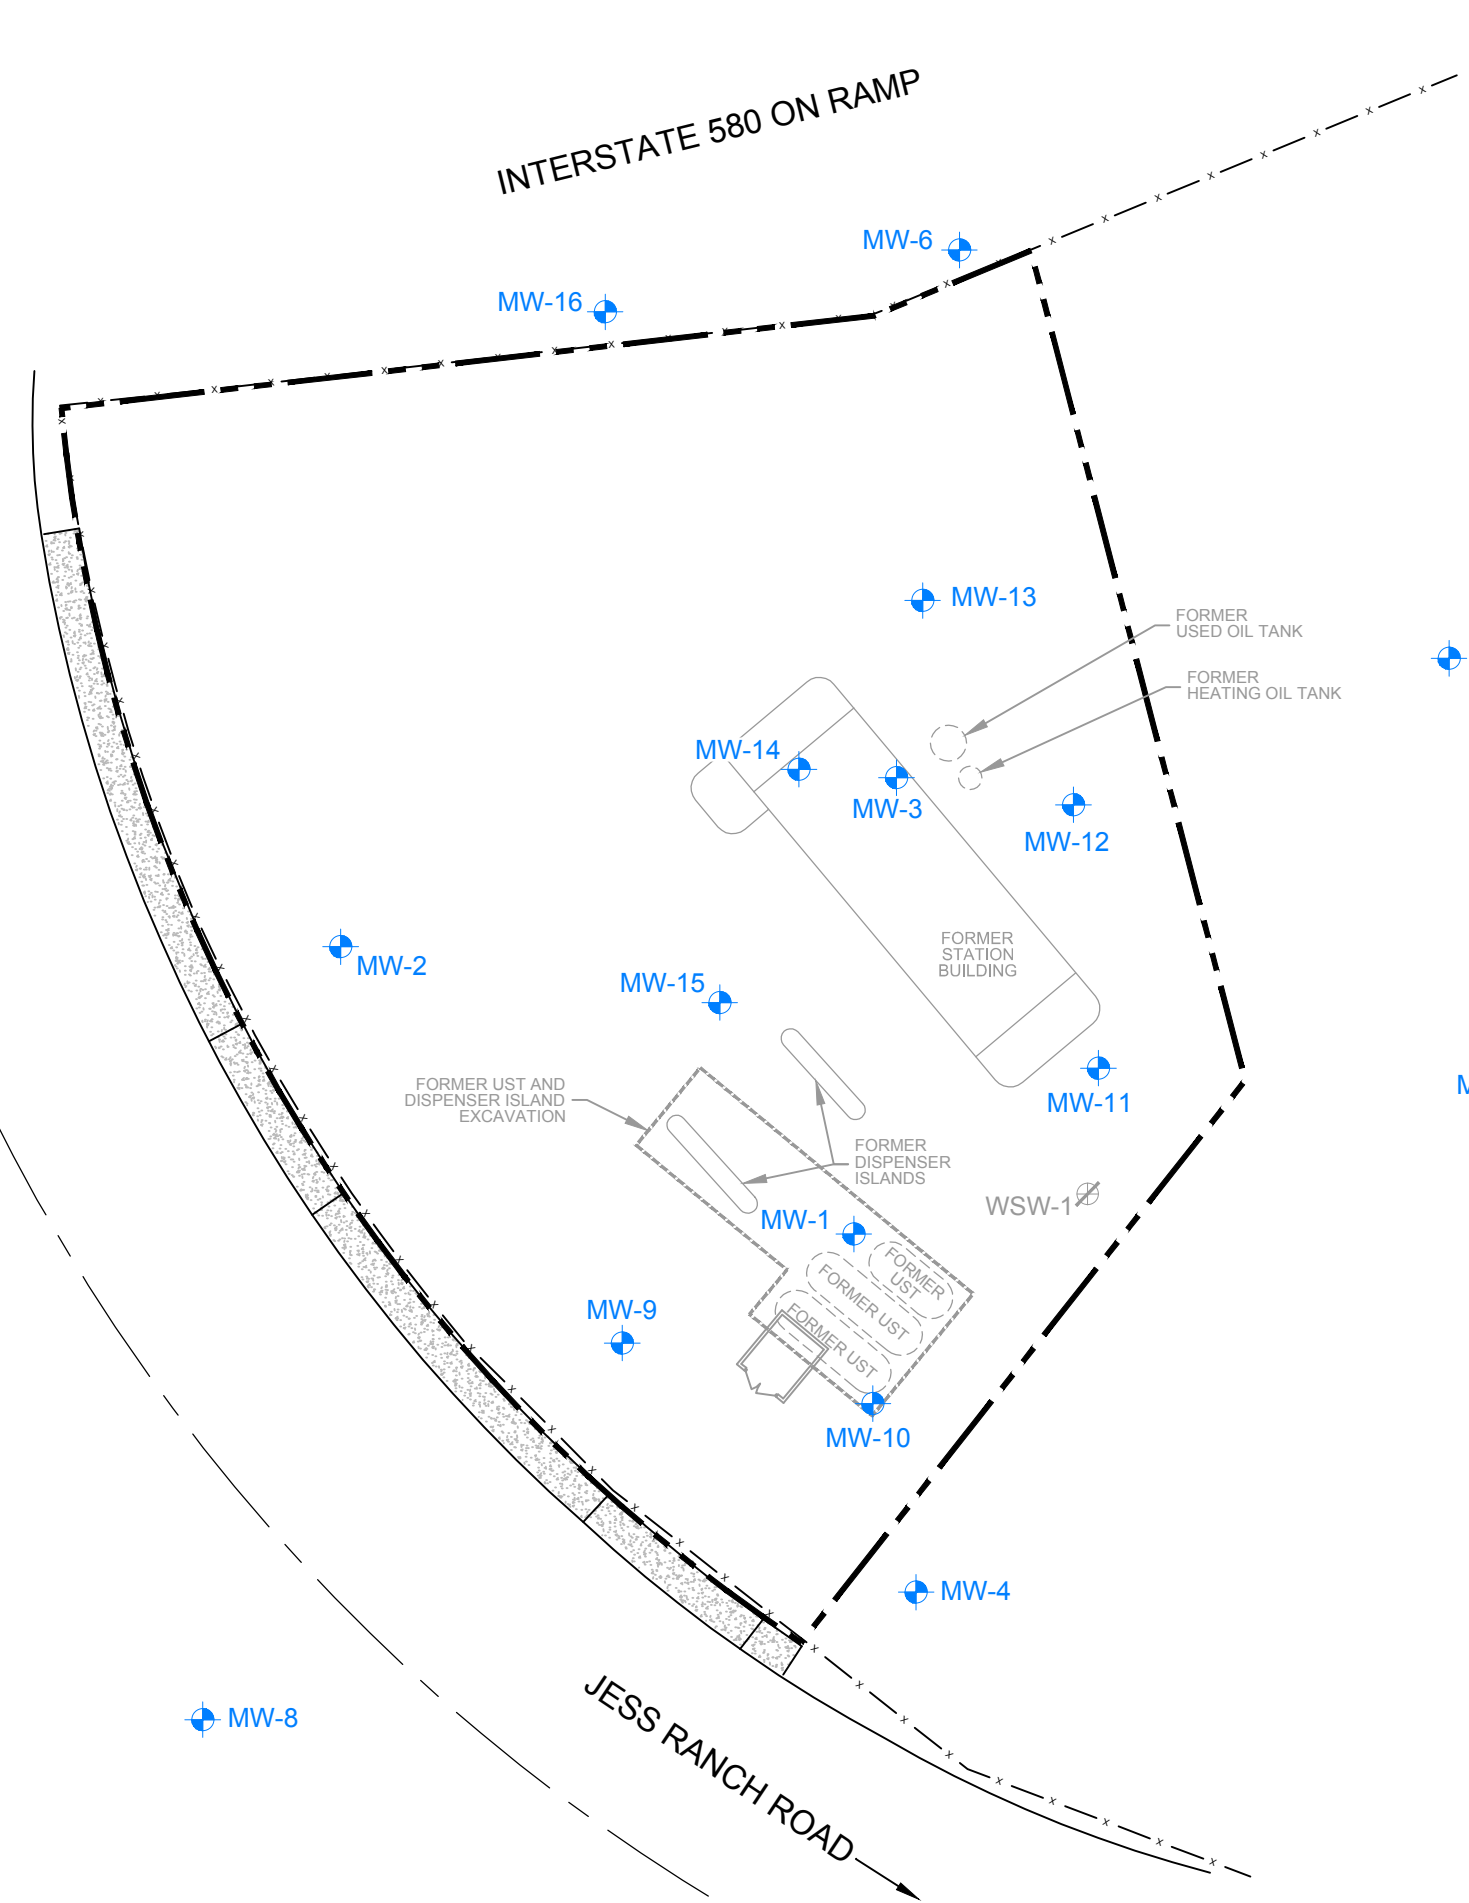 INTERSTATE 580 ON RAMP
MW-6
MW-16
MW-13
FORMER
USED OIL TANK
FORMER
HEATING OIL TANK
MW-14
MW-3
MW-12
FORMER
STATION
BUILDING
MW-2
MW-15
FORMER UST AND
DISPENSER ISLAND
EXCAVATION
MW-11
FORMER
DISPENSER
ISLANDS
WSW-1
MW-1
FORMER
UST
FORMER UST
FORMER UST
MW-9
MW-10
MW-4
JESS RANCH ROAD
MW-8